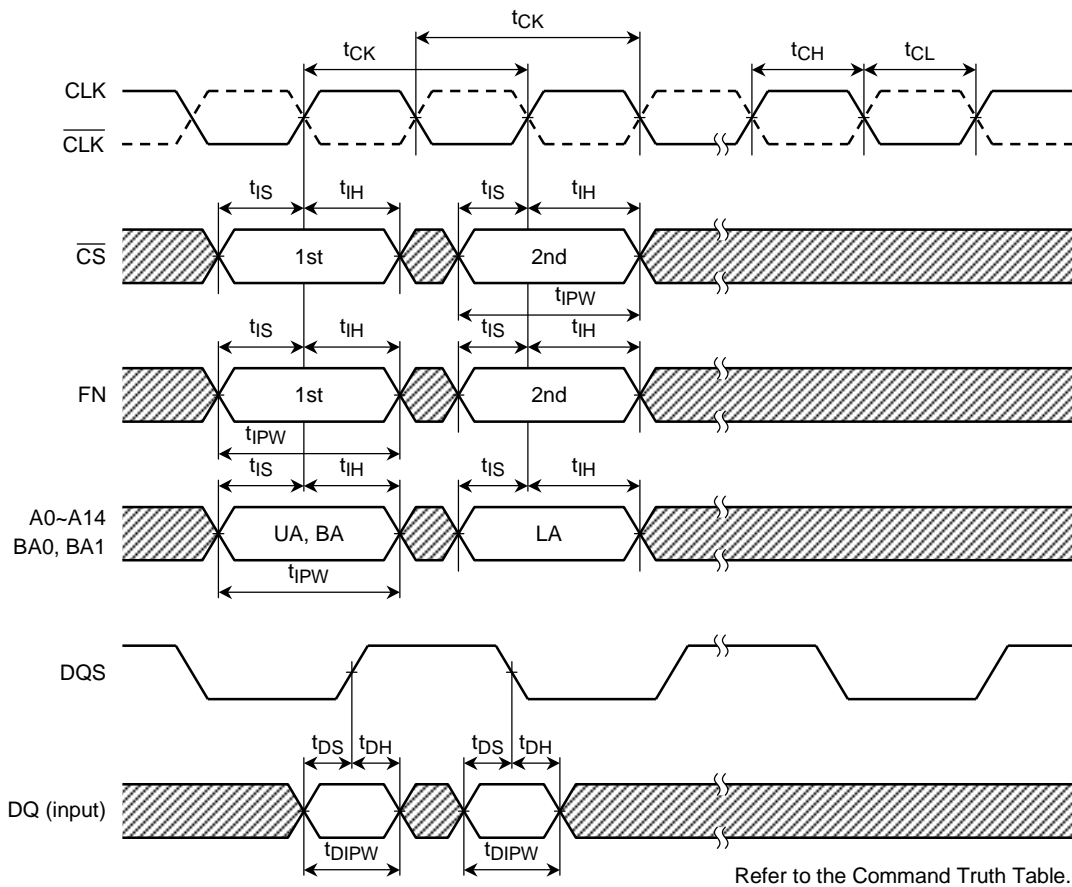 tCK
tCK
tCH
tCL
CLK
CLK
tIS
tIH
tIS
tIH
CS
1st
2nd
tIPW
tIS
tIH
tIS
tIH
FN
1st
2nd
tIPW
tIS
tIH
tIS
tIH
A0~A14
BA0, BA1
UA, BA
LA
tIPW
DQS
tDS
tDH
tDS
tDH
DQ (input)
tDIPW
tDIPW
Refer to the Command Truth Table.